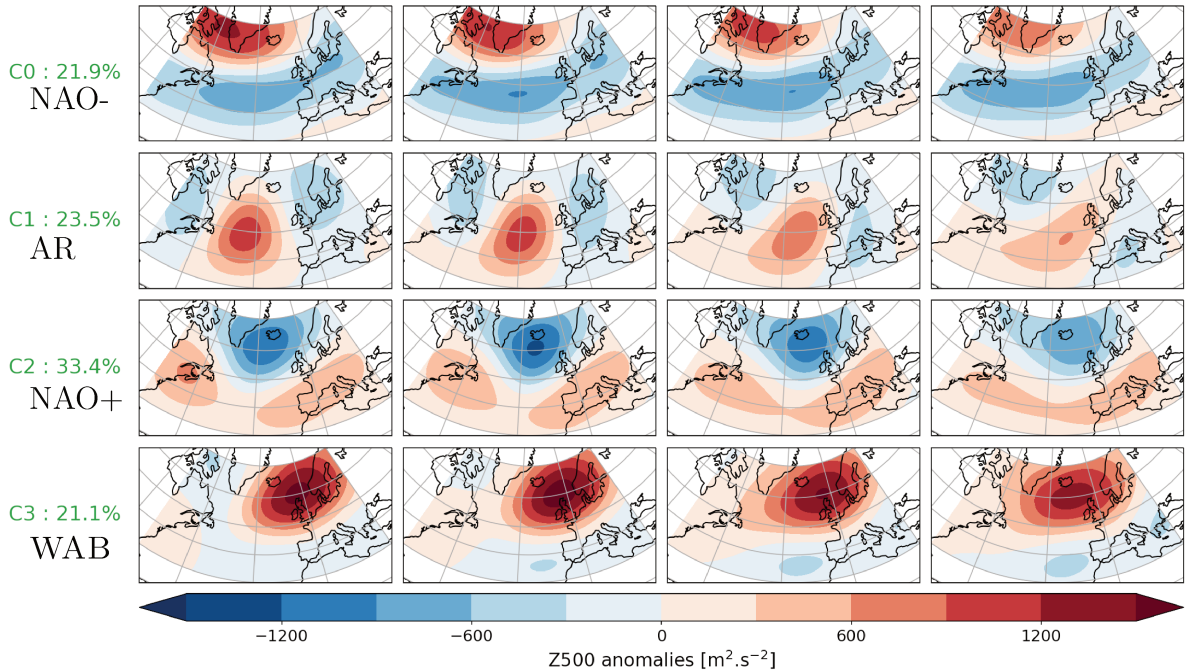 C0 : 21.9%
NAO-
C1 : 23.5%
AR
C2 : 33.4%
NAO+
C3 : 21.1%
WAB
−1200 −600 0 600 1200
Z500 anomalies [m².s⁻²]